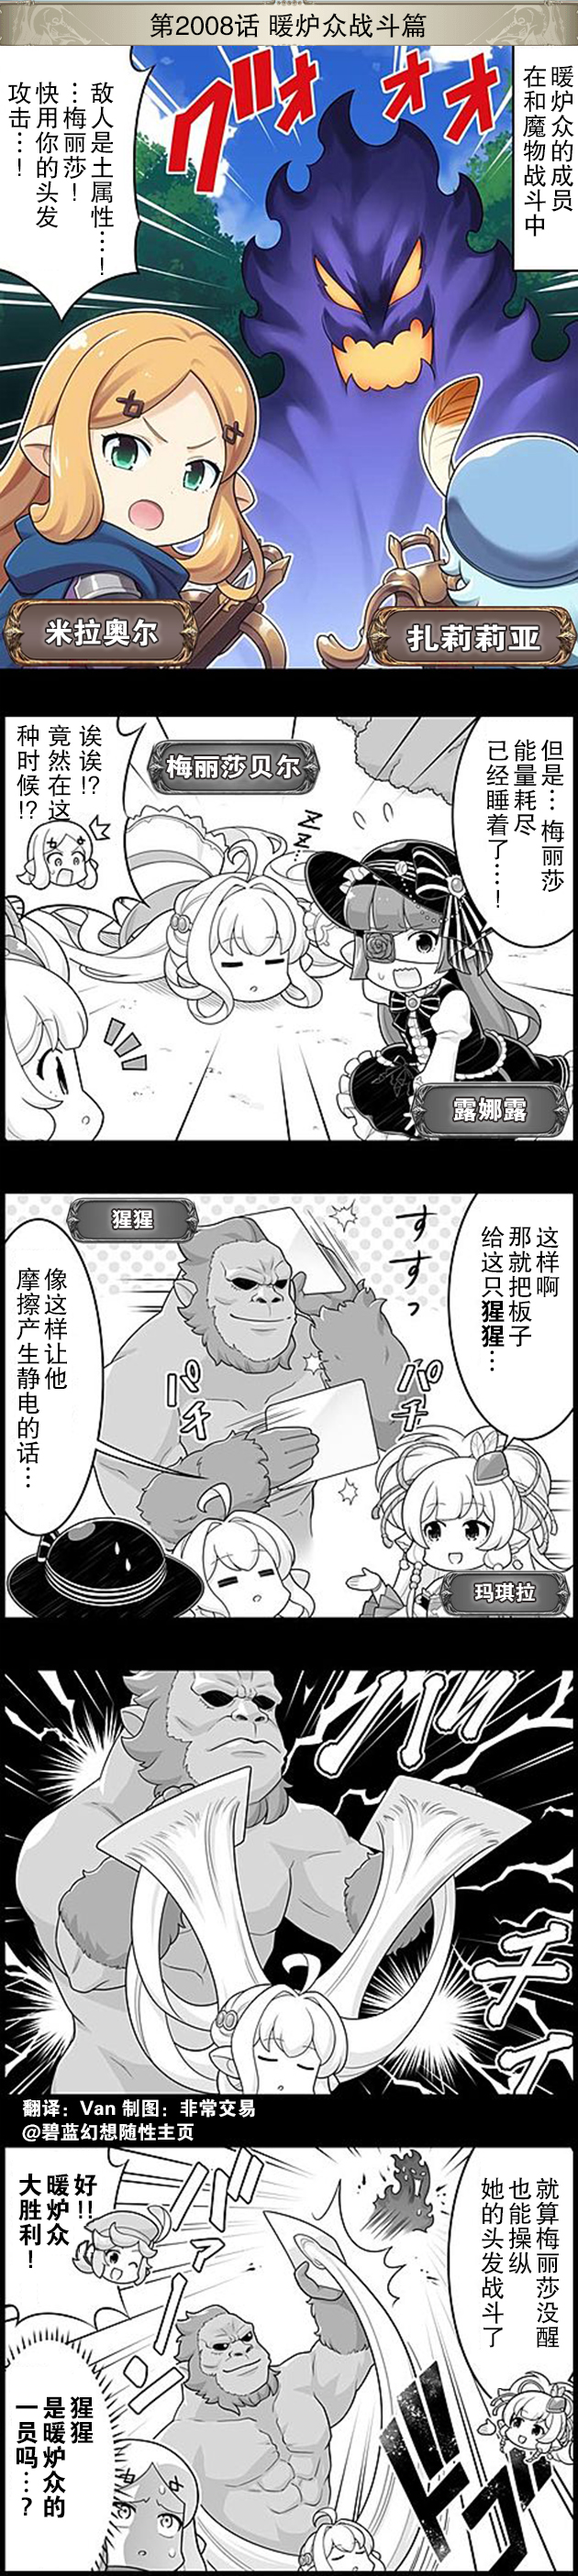 第2008话 暖炉众战斗篇
暖炉众的成员
在和魔物战斗中
グオオオ
敌人是土属性…！
…梅丽莎！
快用你的头发
攻击…！
米拉奥尔
扎莉莉亚
但是…梅丽莎
能量耗尽
已经睡着了…！
梅丽莎贝尔
诶诶!?
竟然在这
种时候!?
zzz…
露娜露
这样啊
那就把板子
给这只猩猩…
猩猩
すすっ
パチ
パチ
像这样让他
摩擦产生静电的话…
玛琪拉
バリバリ
バチ
翻译：Van 制图：非常交易
@碧蓝幻想随性主页
就算梅丽莎没醒
也能操纵
她的头发战斗了
好!!
暖炉众
大胜利！
ドゴ
猩猩
是暖炉众的
一员吗…？